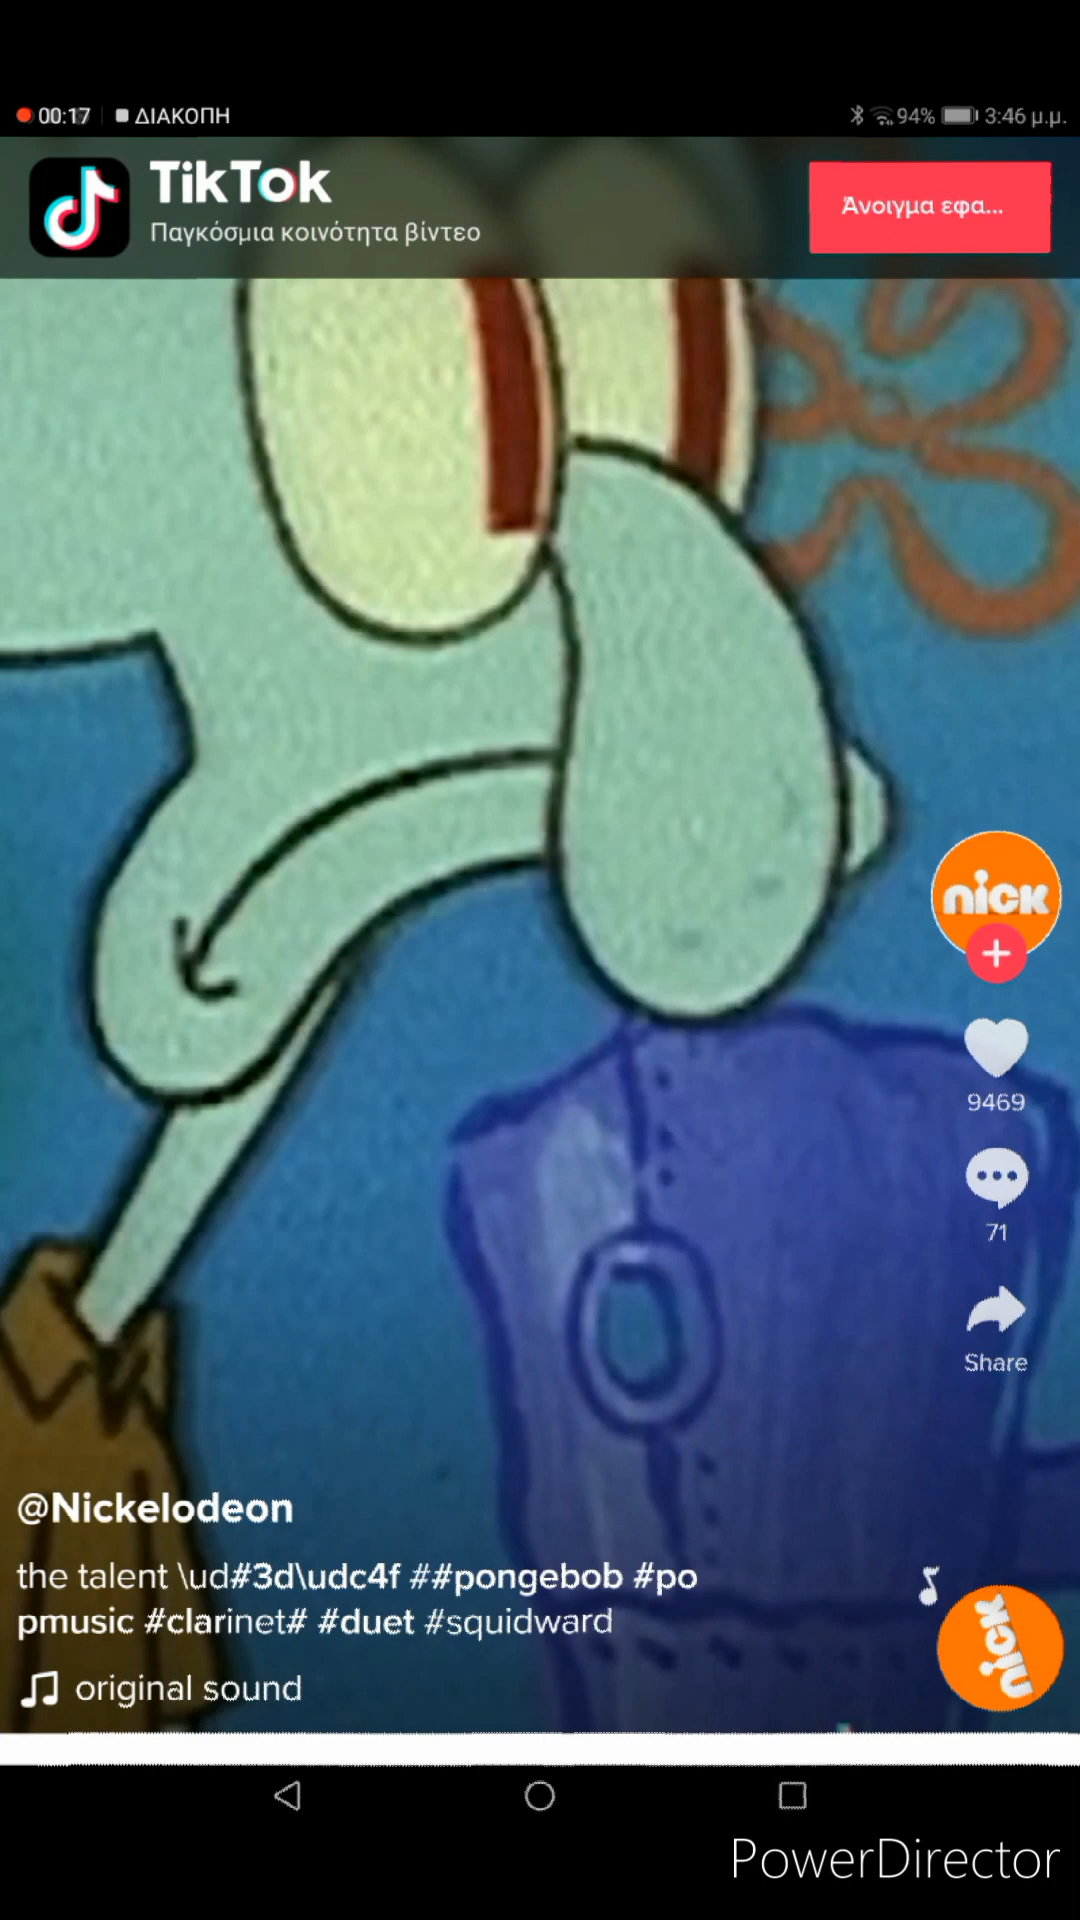 00:17 ΔΙΑΚΟΠΗ 94% 3:46 μ.μ.
TikTok
Παγκόσμια κοινότητα βίντεο
Άνοιγμα εφα...
nick
9469
71
Share
@Nickelodeon
the talent \ud#3d\udc4f ##pongebob #po
pmusic #clarinet# #duet #squidward
original sound
nick
PowerDirector